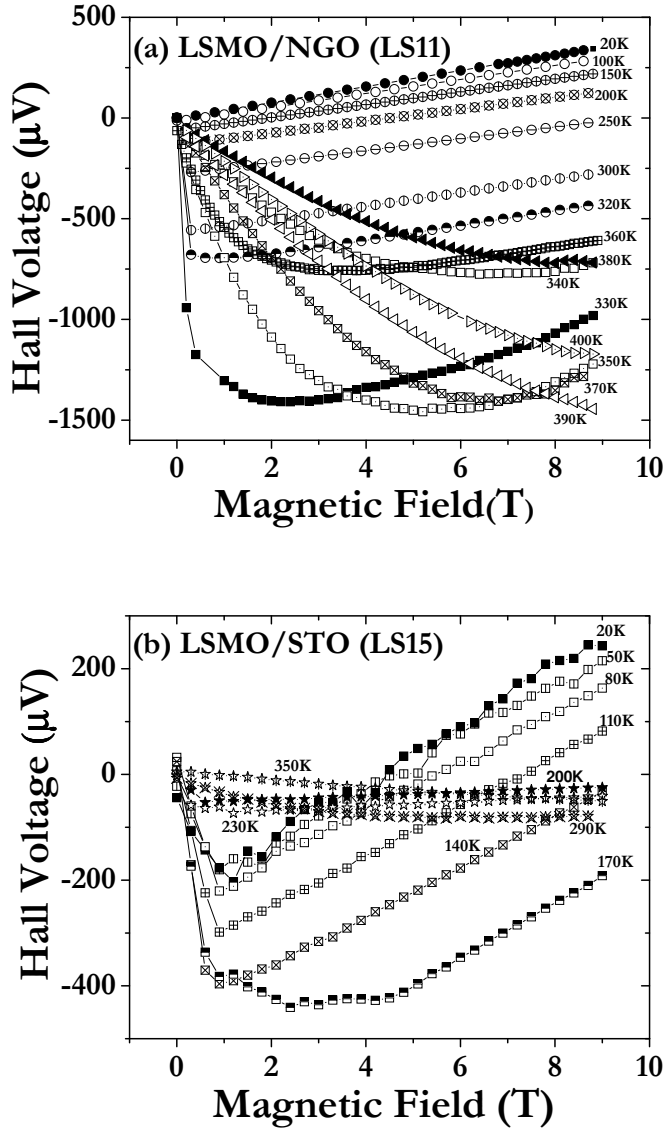 500
(a) LSMO/NGO (LS11)
20K
100K
150K
200K
250K
300K
320K
360K
380K
340K
330K
400K
350K
370K
390K
0
-500
-1000
-1500
Hall Volatge (μV)
0 2 4 6 8 10
Magnetic Field(T)
(b) LSMO/STO (LS15)
20K
50K
80K
110K
350K
200K
230K
290K
140K
170K
200
0
-200
-400
Hall Voltage (μV)
0 2 4 6 8 10
Magnetic Field (T)